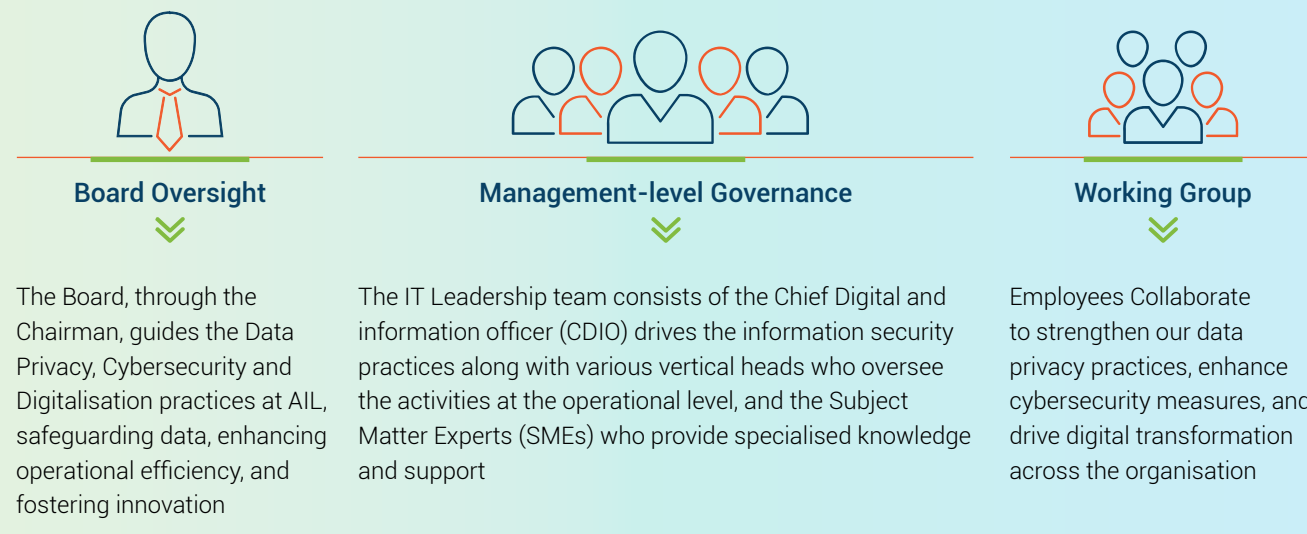 Board Oversight
The Board, through the
Chairman, guides the Data
Privacy, Cybersecurity and
Digitalisation practices at AIL,
safeguarding data, enhancing
operational efficiency, and
fostering innovation
Management-level Governance
The IT Leadership team consists of the Chief Digital and
information officer (CDIO) drives the information security
practices along with various vertical heads who oversee
the activities at the operational level, and the Subject
Matter Experts (SMEs) who provide specialised knowledge
and support
Working Group
Employees Collaborate
to strengthen our data
privacy practices, enhance
cybersecurity measures, and
drive digital transformation
across the organisation